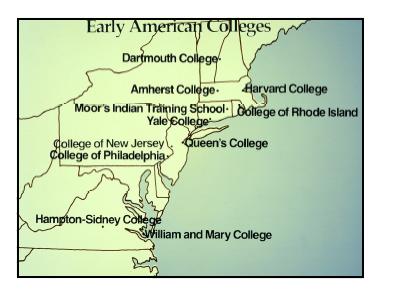 Early American Colleges
Dartmouth College
Amherst College
Harvard College
Moor's Indian Training School
College of Rhode Island
Yale College
College of New Jersey
Queen's College
College of Philadelphia
Hampton-Sidney College
William and Mary College